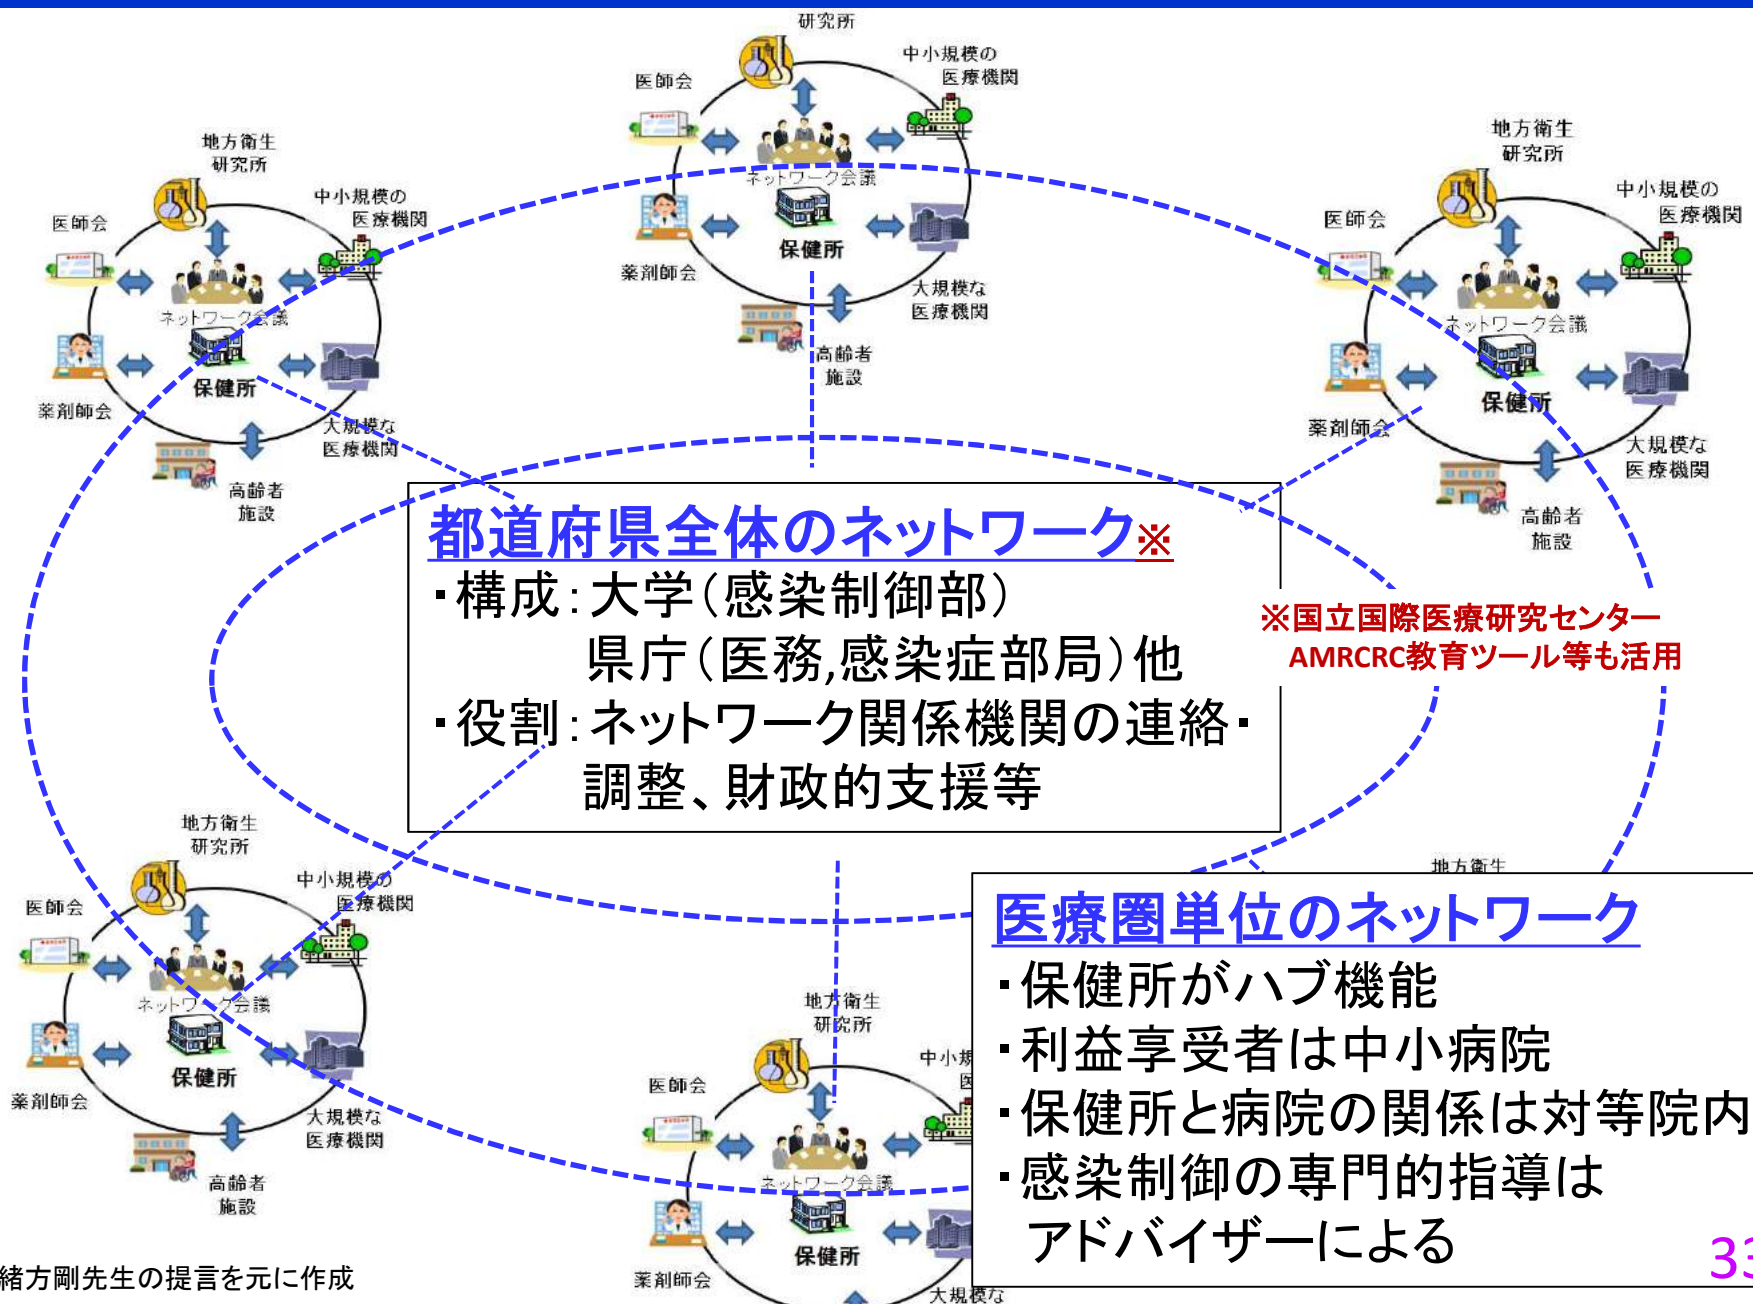 研究所
中小規模の
医療機関
医師会
ネットワーク会議
保健所
薬剤師会
大規模な
医療機関
高齢者
施設
地方衛生
研究所
中小規模の
医療機関
医師会
ネットワーク会議
保健所
薬剤師会
大規模な
医療機関
高齢者
施設
地方衛生
研究所
中小規模の
医療機関
医師会
ネットワーク会議
保健所
薬剤師会
大規模な
医療機関
高齢者
施設
都道府県全体のネットワーク※
・構成：大学（感染制御部）
県庁（医務,感染症部局）他
・役割：ネットワーク関係機関の連絡・
調整、財政的支援等
※国立国際医療研究センター
AMRCRC教育ツール等も活用
地方衛生
研究所
中小規模の
医療機関
医師会
ネットワーク会議
保健所
薬剤師会
大規模な
医療機関
高齢者
施設
地方衛生
研究所
中小規
医
医師会
ネットワーク会議
保健所
薬剤師会
大規模な
地方衛生
医療圏単位のネットワーク
・保健所がハブ機能
・利益享受者は中小病院
・保健所と病院の関係は対等院内
・感染制御の専門的指導は
アドバイザーによる
緒方剛先生の提言を元に作成
33